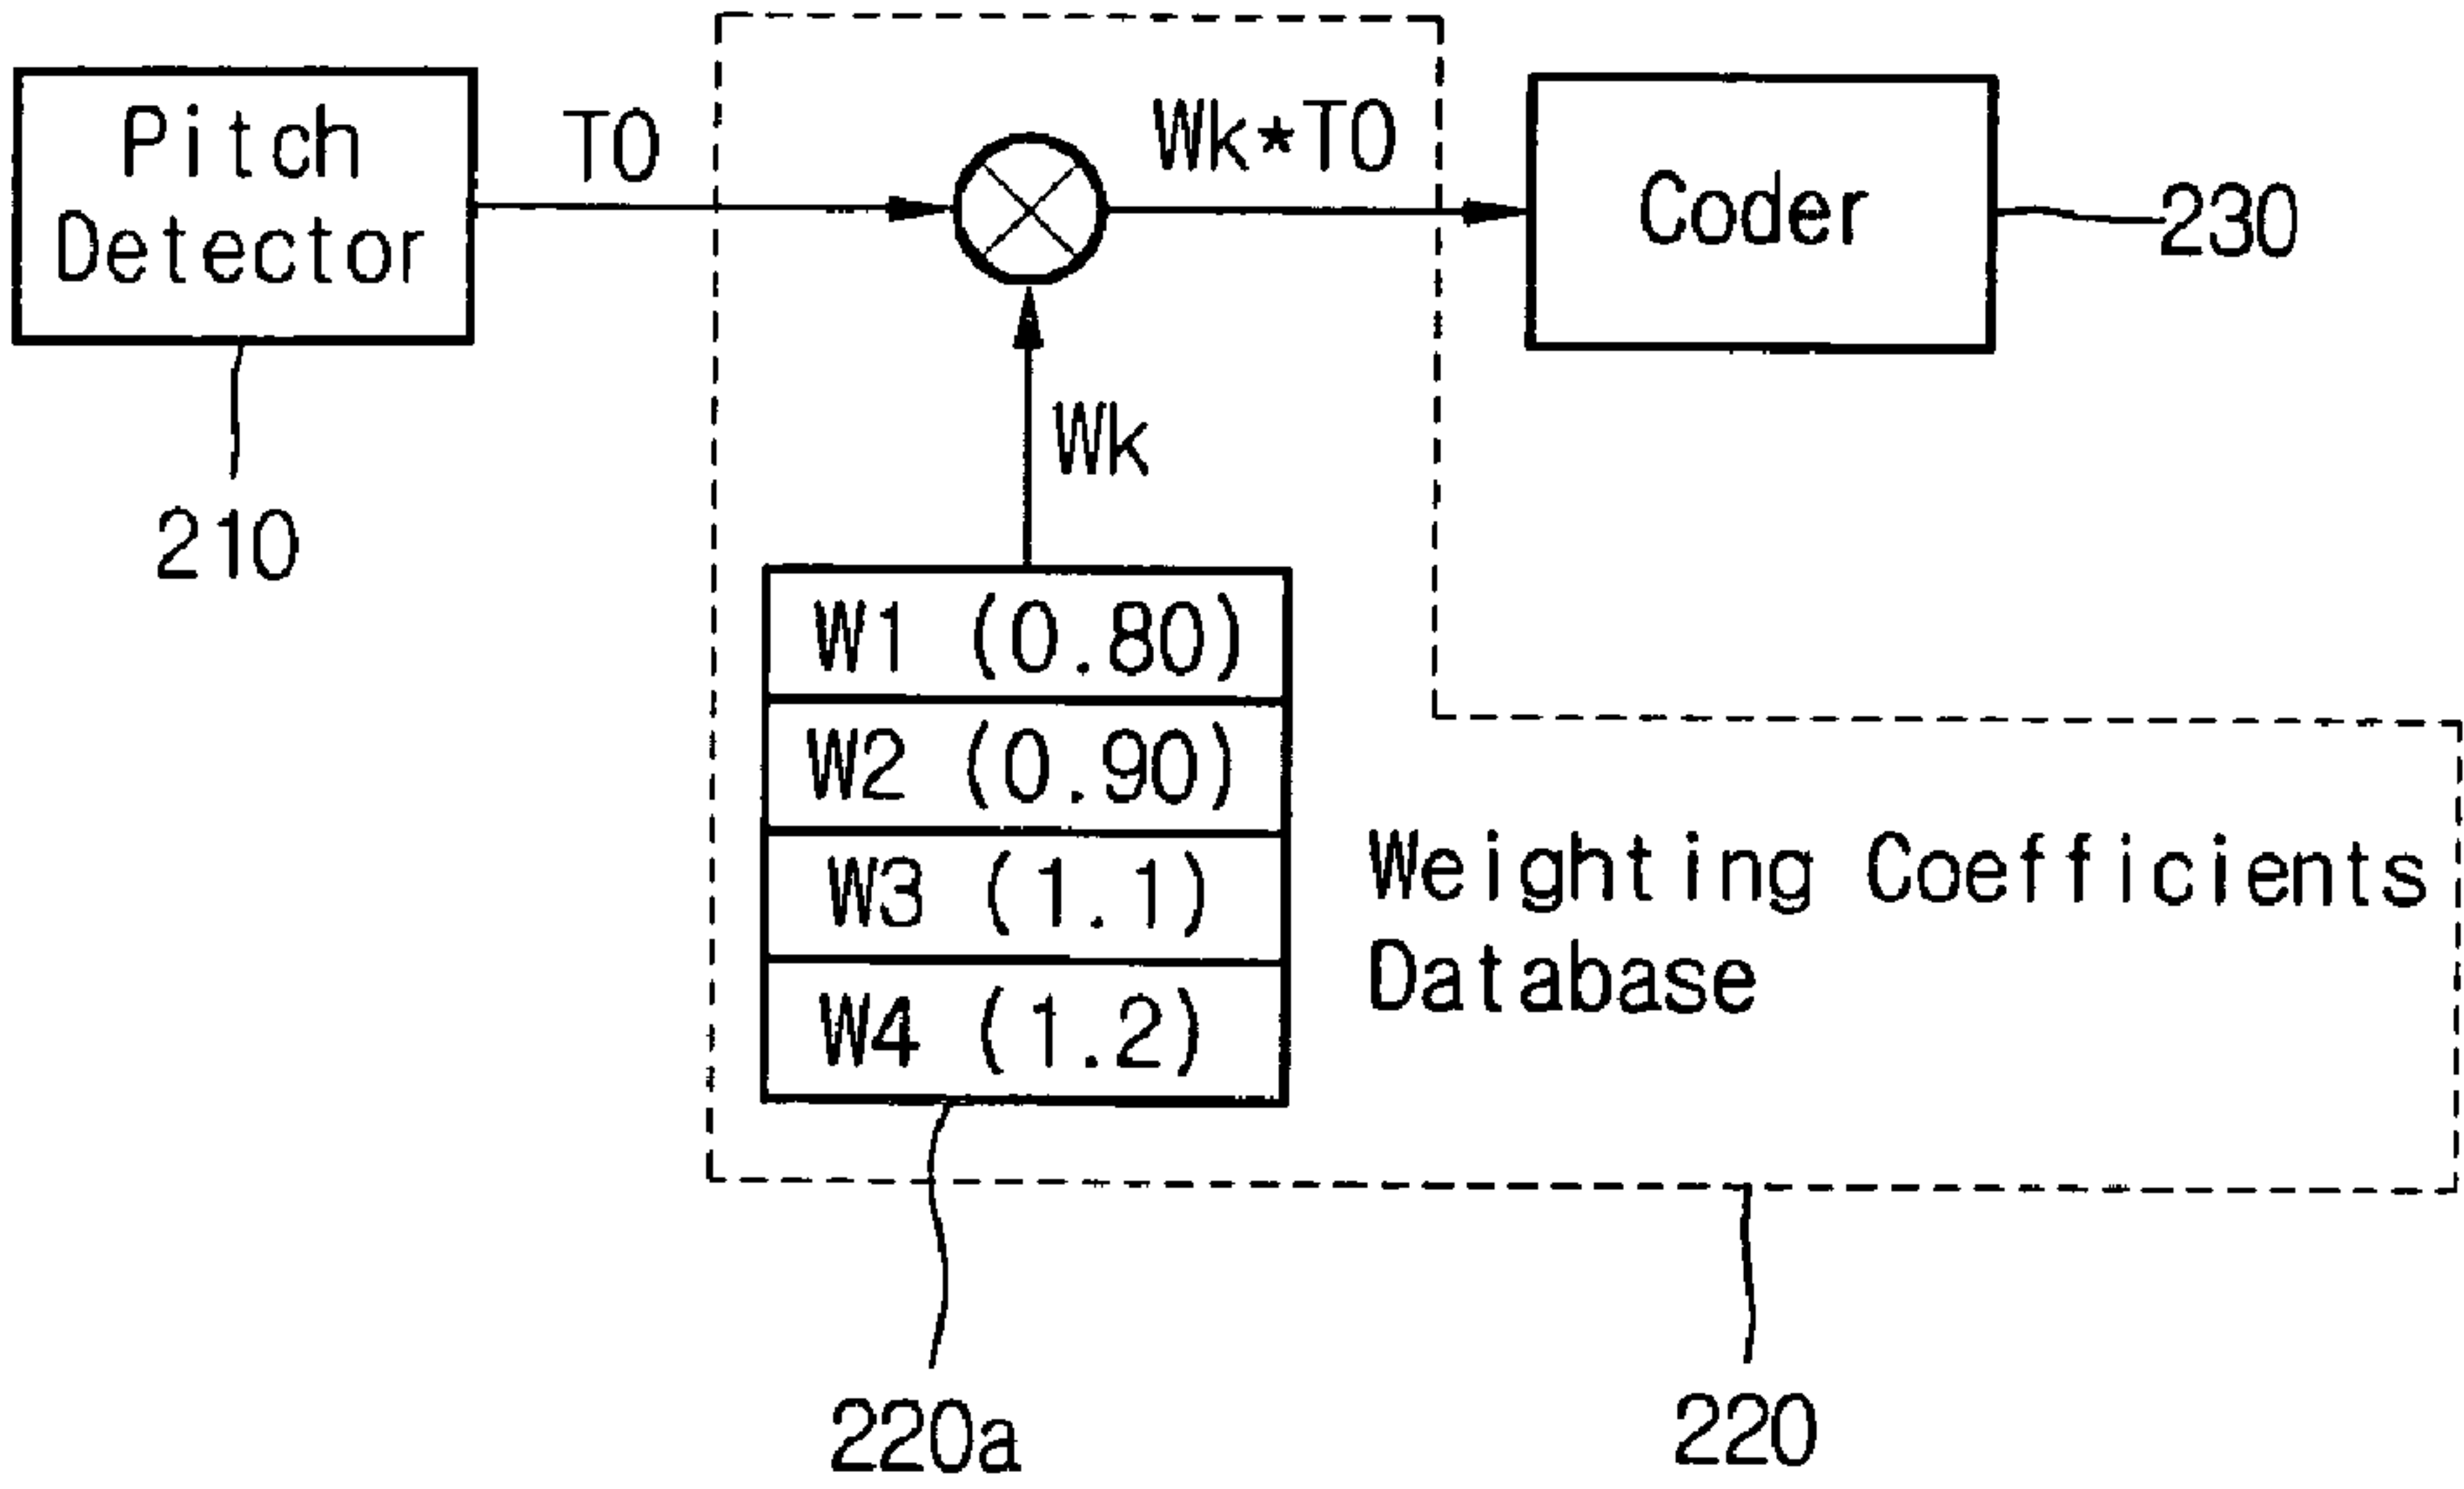 Pitch
Detector
T0
Wk*T0
Coder
230
210
Wk
W1 (0.80)
W2 (0.90)
W3 (1.1)
W4 (1.2)
Weighting Coefficients
Database
220a
220